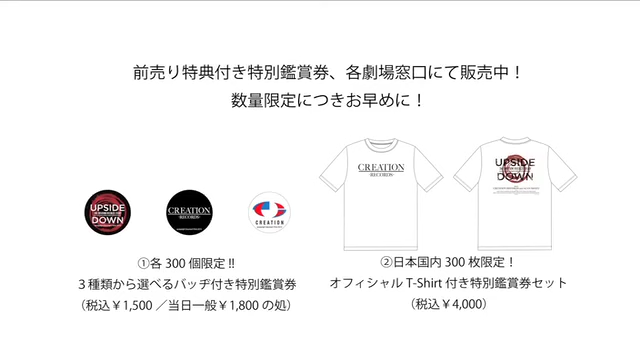 前売り特典付き特別鑑賞券、各劇場窓口にて販売中！
数量限定につきお早めに！
UPSIDE
DOWN
CREATION
RECORDS
CREATION
CREATION
RECORDS
UPSIDE
DOWN
①各 300 個限定 !!
３種類から選べるバッヂ付き特別鑑賞券
（税込￥1,500 ／当日一般￥1,800 の処）
②日本国内 300 枚限定！
オフィシャル T-Shirt 付き特別鑑賞券セット
（税込￥4,000）